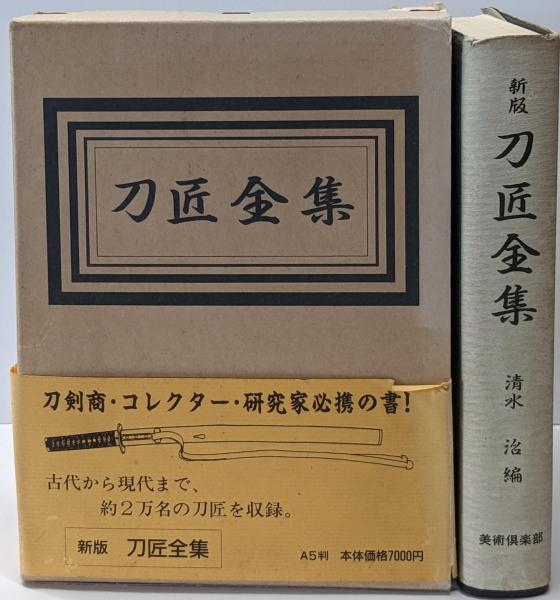 刀匠全集
刀剣商・コレクター・研究家必携の書!
古代から現代まで、
約2万名の刀匠を収録。
新版 刀匠全集
A5判 本体価格7000円
新版
刀匠全集
清水 治編
美術倶楽部